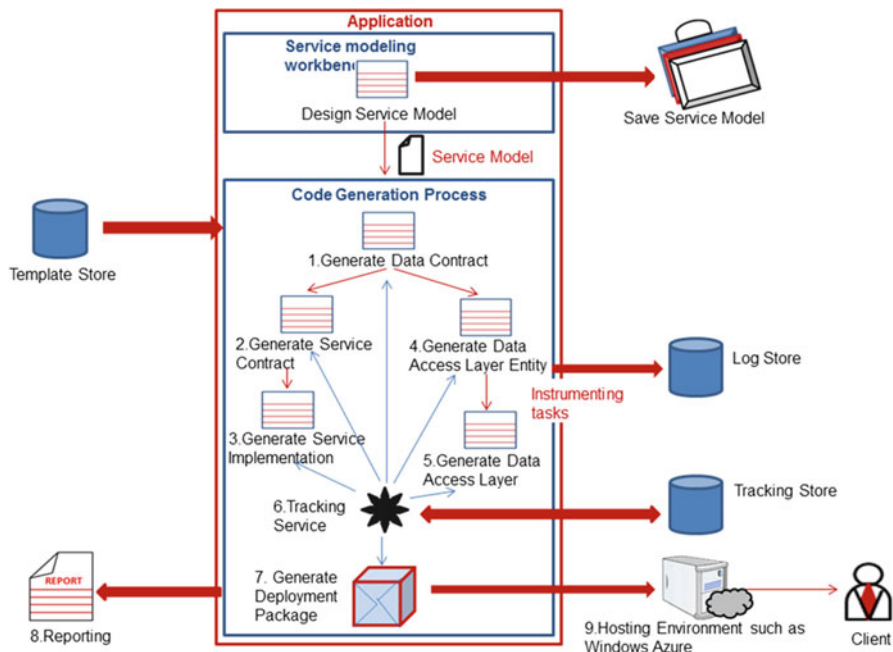 Application
Service modeling
workbench
Design Service Model
Save Service Model
Service Model
Code Generation Process
Template Store
1.Generate Data Contract
2.Generate Service
Contract
4.Generate Data
Access Layer Entity
Log Store
Instrumenting
tasks
3.Generate Service
Implementation
5.Generate Data
Access Layer
6.Tracking
Service
Tracking Store
REPORT
8.Reporting
7. Generate
Deployment
Package
9.Hosting Environment such as
Windows Azure
Client